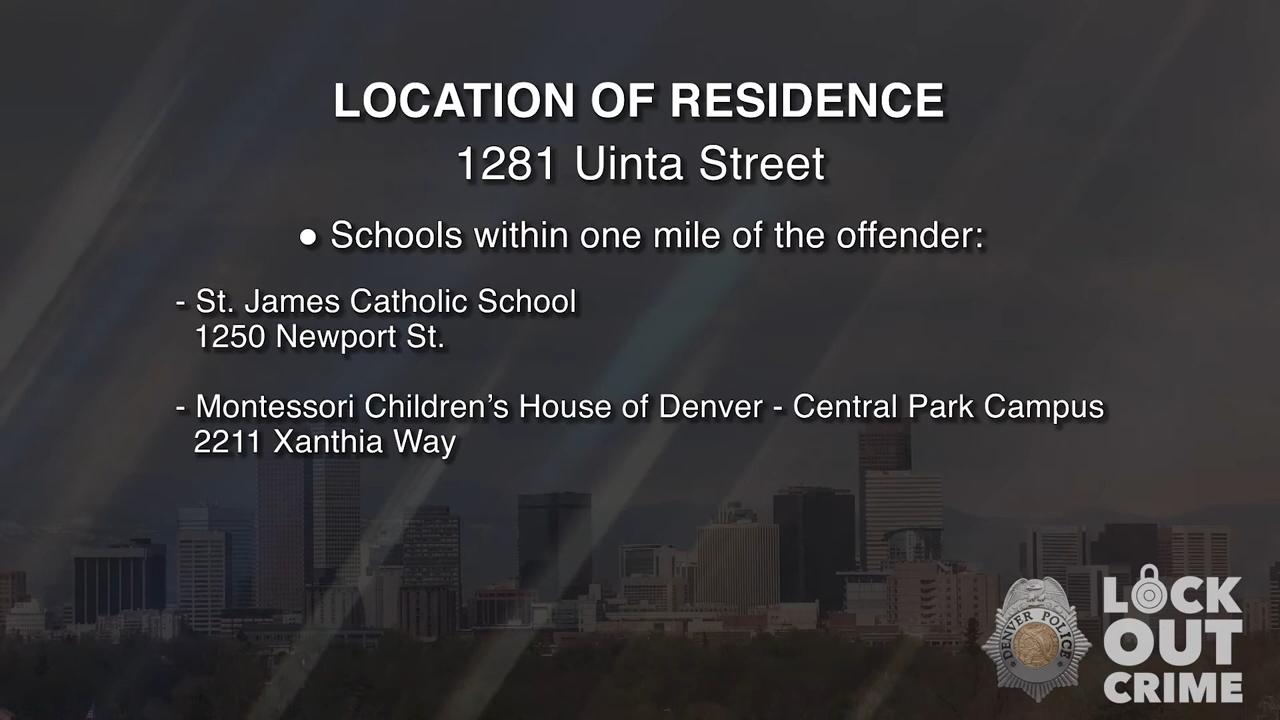 LOCATION OF RESIDENCE
1281 Uinta Street
● Schools within one mile of the offender:
- St. James Catholic School
1250 Newport St.
- Montessori Children’s House of Denver - Central Park Campus
2211 Xanthia Way
DENVER POLICE
LOCK
OUT
CRIME